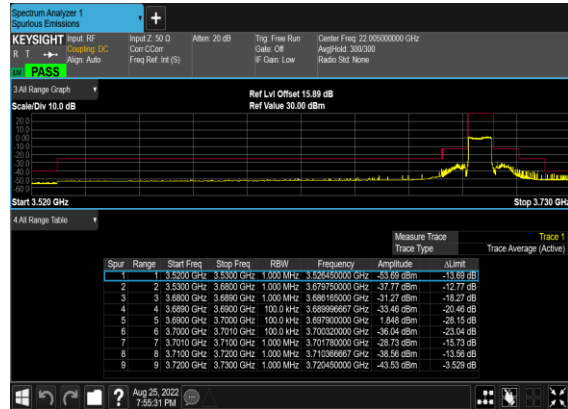 Spectrum Analyzer 1
Spurious Emissions
KEYSIGHT Input: RF Input Z: 50 Ω Atten: 20 dB Trig: Free Run Center Freq: 22.005000000 GHz
R T Coupling: DC Corr CCorr Gate: Off Avg|Hold: 300/300
Align: Auto Freq Ref: Int (S) IF Gain: Low Radio Std: None
PASS
3 All Range Graph
Ref Lvl Offset 15.89 dB
Scale/Div 10.0 dB Ref Value 30.00 dBm
20.0
10.0
0.00
-10.0
-20.0
-30.0
-40.0
-50.0
-60.0
Start 3.520 GHz Stop 3.730 GHz
4 All Range Table
Measure Trace Trace 1
Trace Type Trace Average (Active)
Spur Range Start Freq Stop Freq RBW Frequency Amplitude ΔLimit
1 1 3.5200 GHz 3.5300 GHz 1.000 MHz 3.526450000 GHz -53.69 dBm -13.69 dB
2 2 3.5300 GHz 3.6800 GHz 1.000 MHz 3.679750000 GHz -37.77 dBm -12.77 dB
3 3 3.6800 GHz 3.6890 GHz 1.000 MHz 3.686165000 GHz -31.27 dBm -18.27 dB
4 4 3.6890 GHz 3.6900 GHz 100.0 kHz 3.689996667 GHz -33.46 dBm -20.46 dB
5 5 3.6900 GHz 3.7000 GHz 100.0 kHz 3.697900000 GHz 1.848 dBm -28.15 dB
6 6 3.7000 GHz 3.7010 GHz 100.0 kHz 3.700320000 GHz -36.04 dBm -23.04 dB
7 7 3.7010 GHz 3.7100 GHz 1.000 MHz 3.701780000 GHz -28.73 dBm -15.73 dB
8 8 3.7100 GHz 3.7200 GHz 1.000 MHz 3.710366667 GHz -38.56 dBm -13.56 dB
9 9 3.7200 GHz 3.7300 GHz 1.000 MHz 3.720450000 GHz -43.53 dBm -3.529 dB
Aug 25, 2022
7:55:31 PM